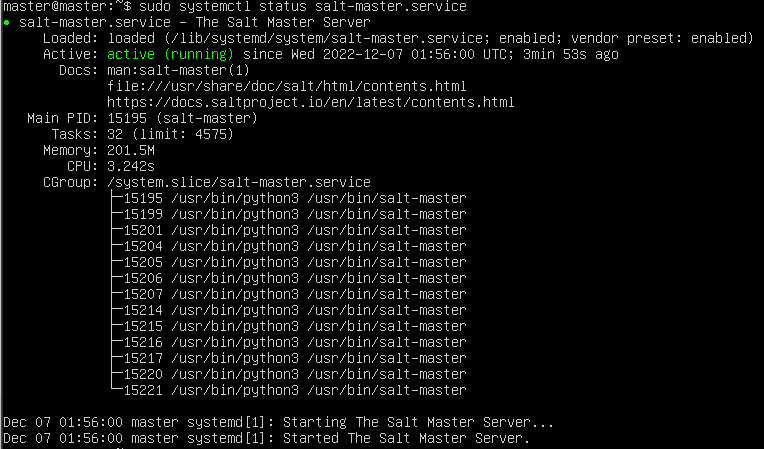 master@master:~$ sudo systemctl status salt-master.service
● salt-master.service - The Salt Master Server
Loaded: loaded (/lib/systemd/system/salt-master.service; enabled; vendor preset: enabled)
Active: active (running) since Wed 2022-12-07 01:56:00 UTC; 3min 53s ago
Docs: man:salt-master(1)
file:///usr/share/doc/salt/html/contents.html
https://docs.saltproject.io/en/latest/contents.html
Main PID: 15195 (salt-master)
Tasks: 32 (limit: 4575)
Memory: 201.5M
CPU: 3.242s
CGroup: /system.slice/salt-master.service
├─15195 /usr/bin/python3 /usr/bin/salt-master
├─15199 /usr/bin/python3 /usr/bin/salt-master
├─15201 /usr/bin/python3 /usr/bin/salt-master
├─15204 /usr/bin/python3 /usr/bin/salt-master
├─15205 /usr/bin/python3 /usr/bin/salt-master
├─15206 /usr/bin/python3 /usr/bin/salt-master
├─15207 /usr/bin/python3 /usr/bin/salt-master
├─15214 /usr/bin/python3 /usr/bin/salt-master
├─15215 /usr/bin/python3 /usr/bin/salt-master
├─15216 /usr/bin/python3 /usr/bin/salt-master
├─15217 /usr/bin/python3 /usr/bin/salt-master
├─15220 /usr/bin/python3 /usr/bin/salt-master
└─15221 /usr/bin/python3 /usr/bin/salt-master
Dec 07 01:56:00 master systemd[1]: Starting The Salt Master Server...
Dec 07 01:56:00 master systemd[1]: Started The Salt Master Server.